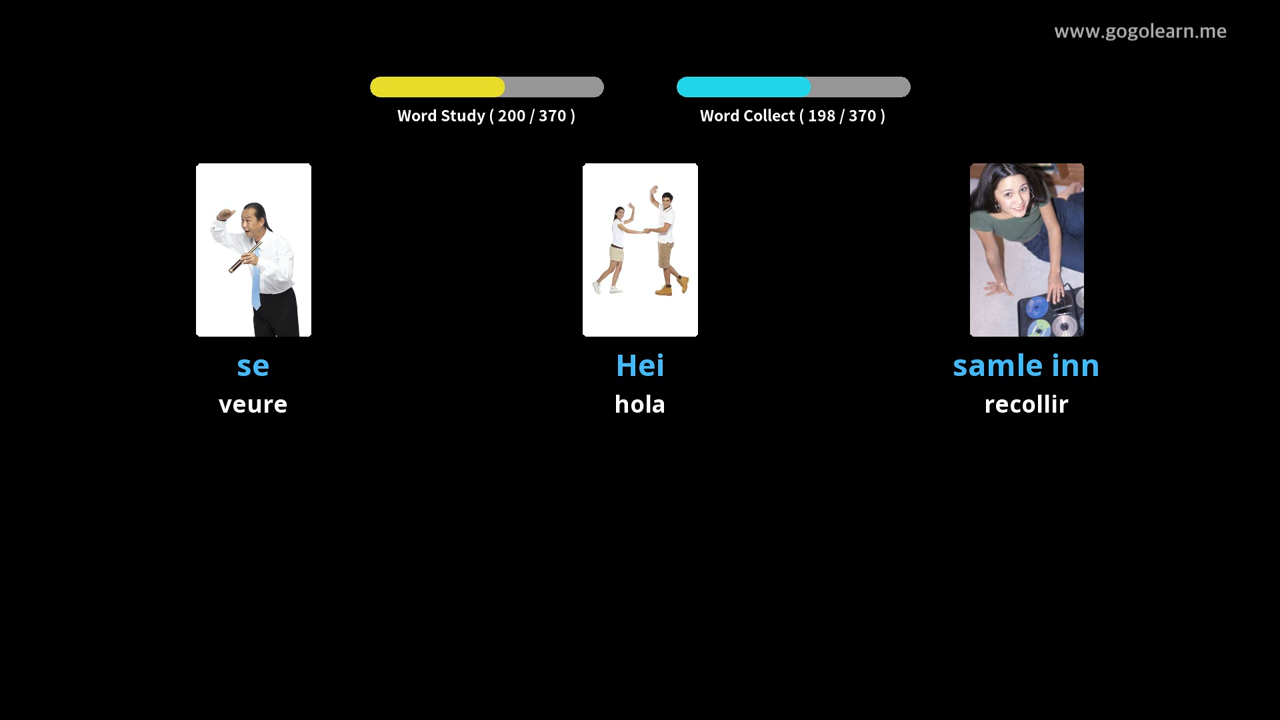 www.gogolearn.me
Word Study ( 200 / 370 )
Word Collect ( 198 / 370 )
se
veure
Hei
hola
samle inn
recollir